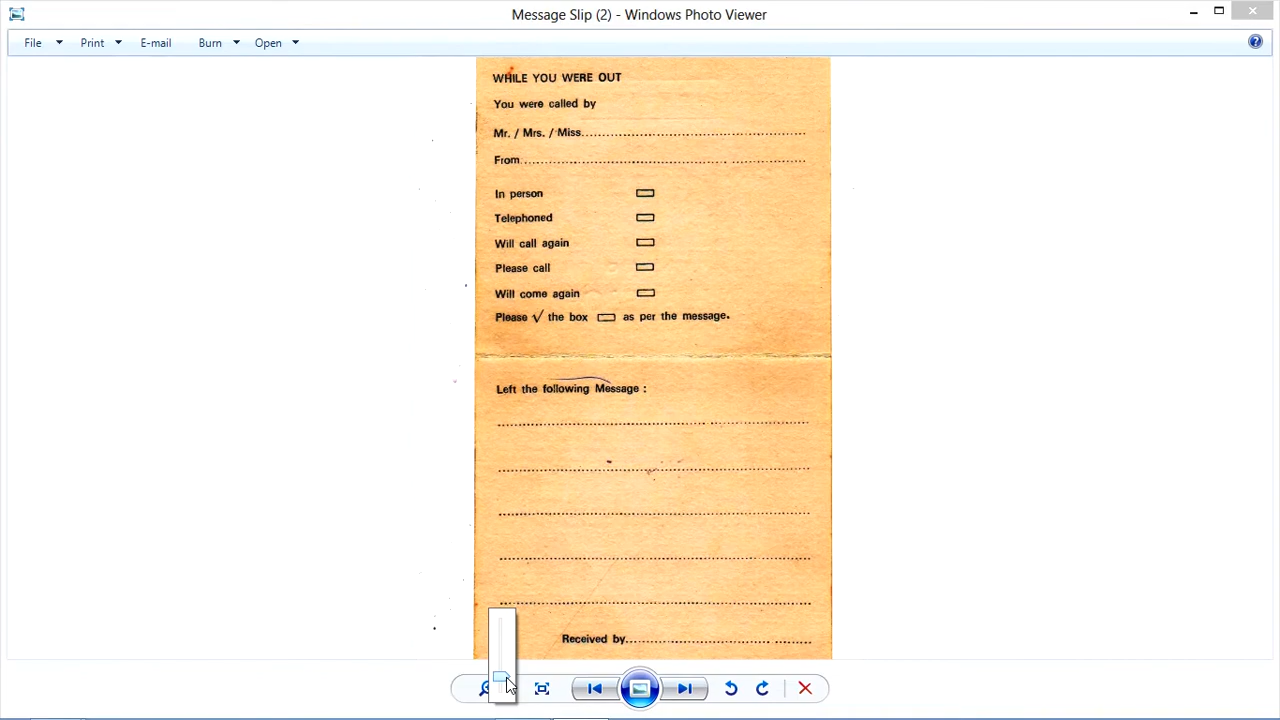 Message Slip (2) - Windows Photo Viewer
File Print E-mail Burn Open
WHILE YOU WERE OUT
You were called by
Mr. / Mrs. / Miss
From
In person
Telephoned
Will call again
Please call
Will come again
Please √ the box as per the message.
Left the following Message :
Received by